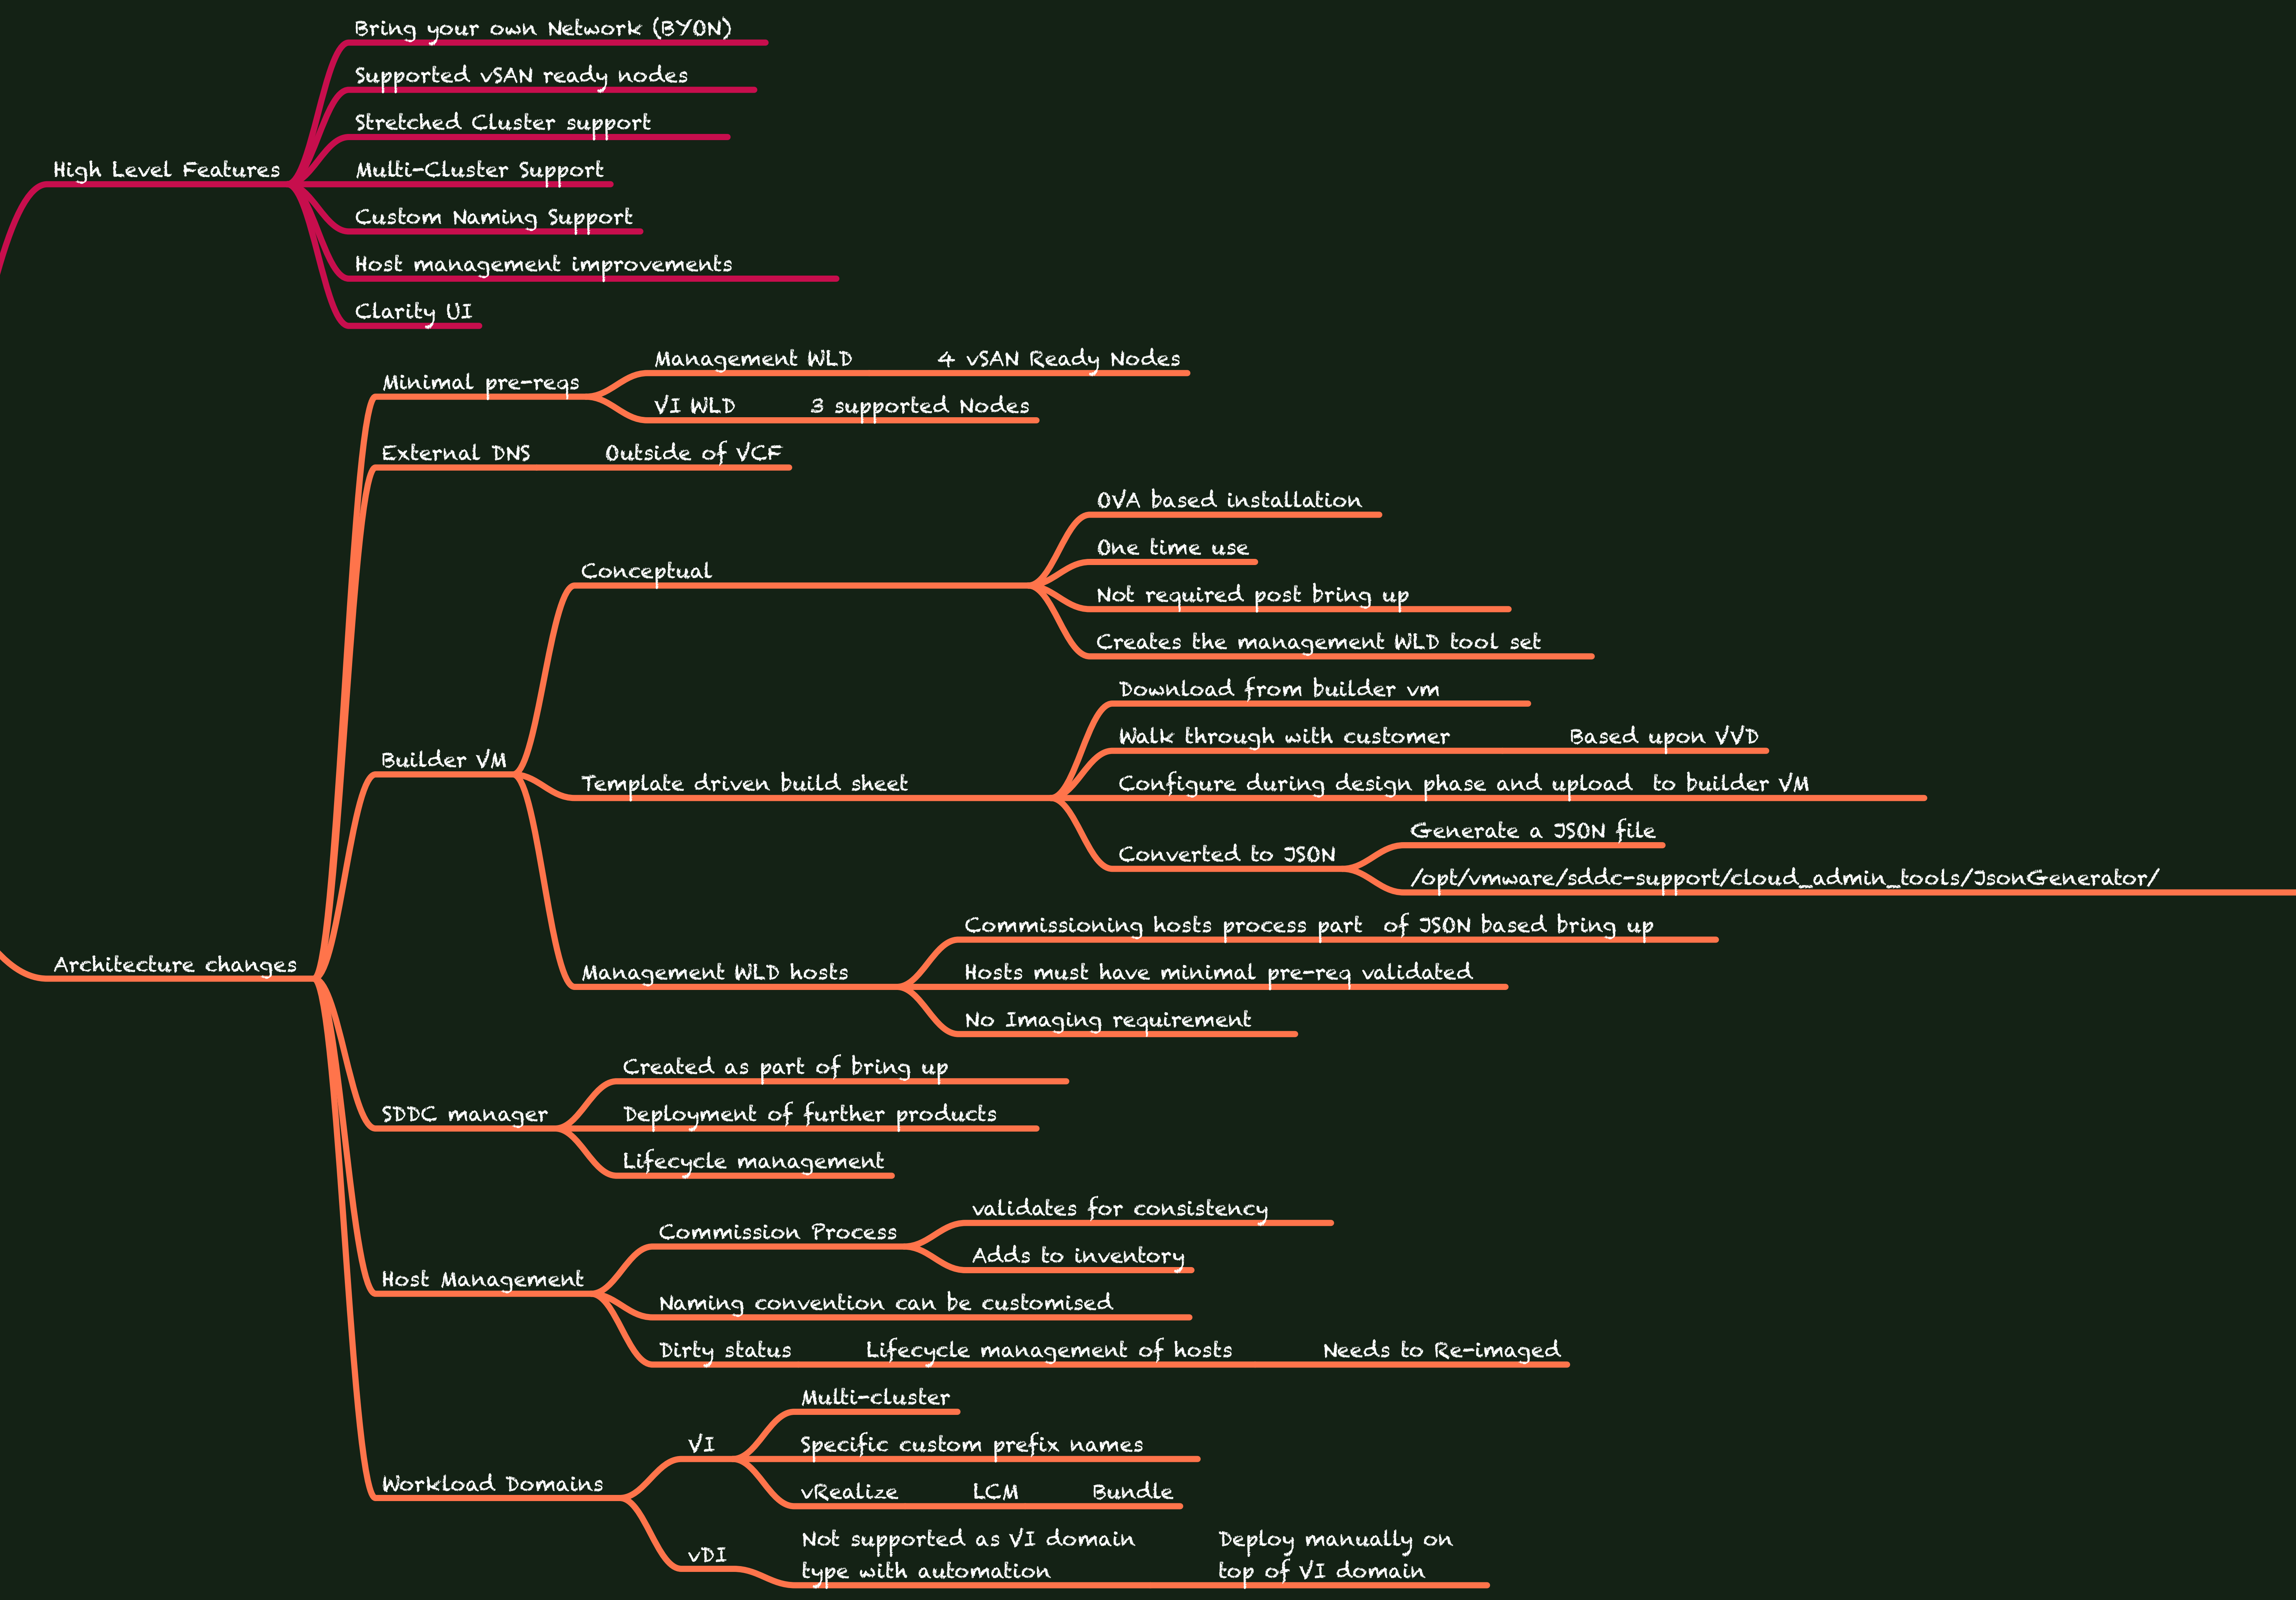 Bring your own Network (BYON)
Supported vSAN ready nodes
Stretched Cluster support
High Level Features
Multi-Cluster Support
Custom Naming Support
Host management improvements
Clarity UI
Management WLD 4 vSAN Ready Nodes
Minimal pre-reqs
VI WLD 3 supported Nodes
External DNS Outside of VCF
OVA based installation
One time use
Conceptual
Not required post bring up
Creates the management WLD tool set
Download from builder vm
Walk through with customer Based upon VVD
Builder VM
Template driven build sheet
Configure during design phase and upload to builder VM
Generate a JSON file
Converted to JSON
/opt/vmware/sddc-support/cloud_admin_tools/JsonGenerator/
Commissioning hosts process part of JSON based bring up
Architecture changes
Management WLD hosts
Hosts must have minimal pre-req validated
No Imaging requirement
Created as part of bring up
SDDC manager
Deployment of further products
Lifecycle management
validates for consistency
Commission Process
Adds to inventory
Host Management
Naming convention can be customised
Dirty status Lifecycle management of hosts Needs to Re-imaged
Multi-cluster
VI
Specific custom prefix names
Workload Domains
vRealize LCM Bundle
vDI
Not supported as VI domain
type with automation
Deploy manually on
top of VI domain